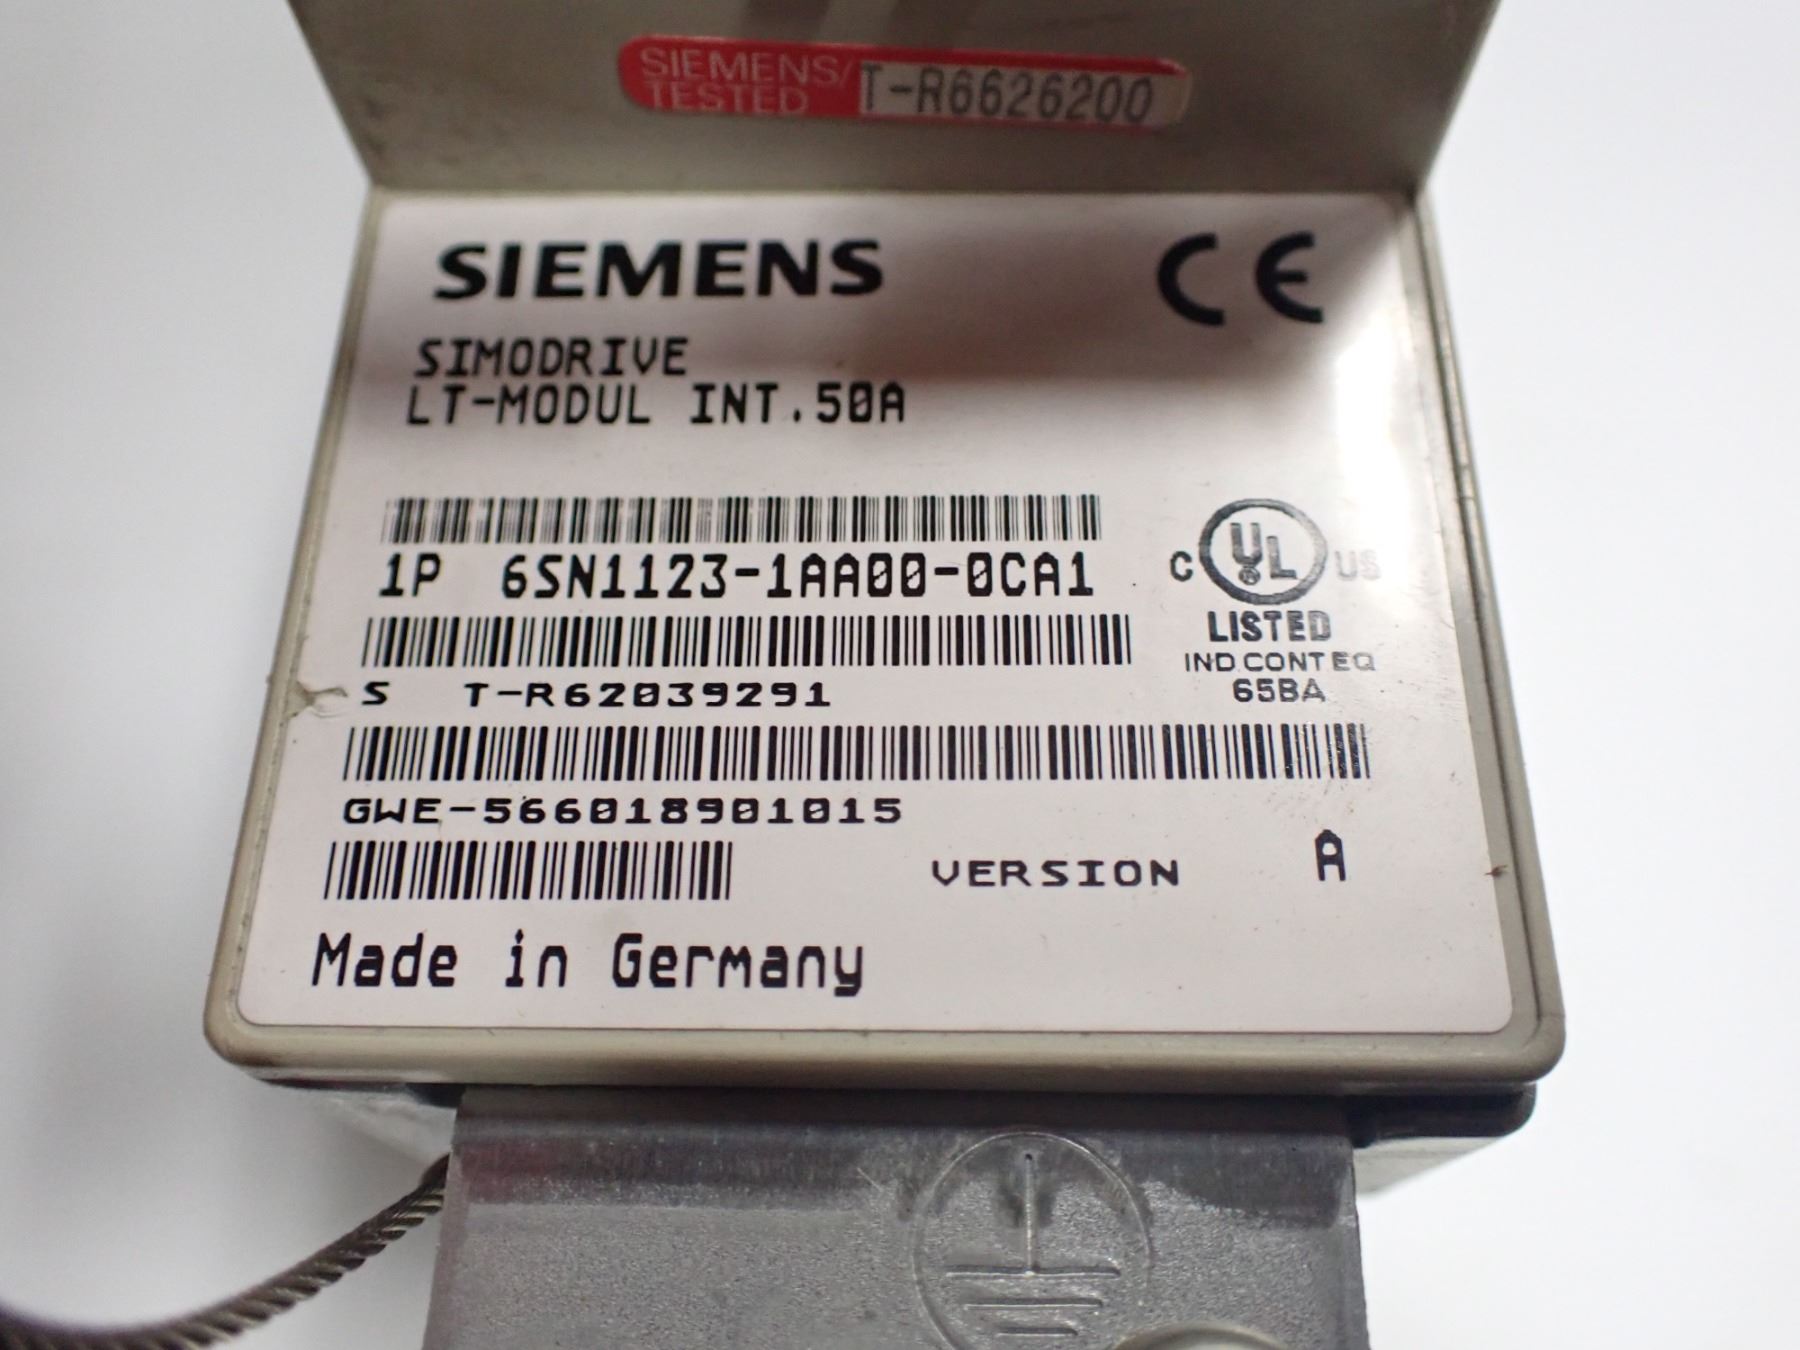 SIEMENS/ T-R6626200
TESTED
SIEMENS CE
SIMODRIVE
LT-MODUL INT.50A
1P 6SN1123-1AA00-0CA1
C UL® US
LISTED
IND.CONT.EQ
65BA
S T-R62039291
GWE-566018901015
VERSION A
Made in Germany